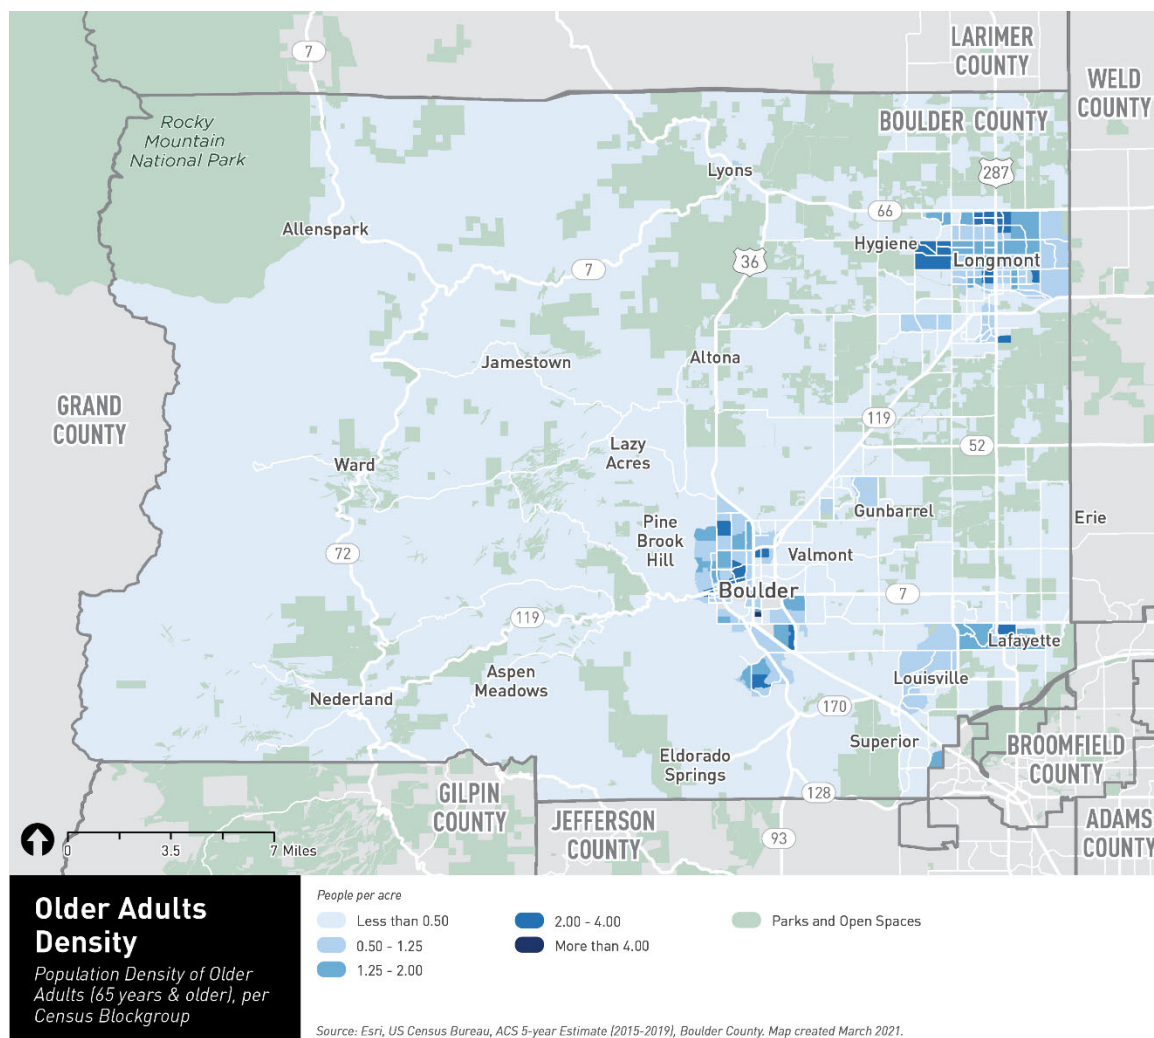 LARIMER
COUNTY
WELD
COUNTY
7
Rocky
Mountain
National Park
BOULDER COUNTY
Lyons
287
66
Allenspark
Hygiene
Longmont
7
36
Jamestown
Altona
GRAND
COUNTY
119
52
Lazy
Acres
Ward
Gunbarrel
Pine
Brook
Hill
Erie
72
Valmont
Boulder
7
119
Lafayette
Aspen
Meadows
Louisville
Nederland
170
Superior
Eldorado
Springs
BROOMFIELD
COUNTY
128
GILPIN
COUNTY
JEFFERSON
COUNTY
93
ADAMS
COUNTY
0 3.5 7 Miles
Older Adults
Density
Population Density of Older
Adults (65 years & older), per
Census Blockgroup
People per acre
Less than 0.50
0.50 - 1.25
1.25 - 2.00
2.00 - 4.00
More than 4.00
Parks and Open Spaces
Source: Esri, US Census Bureau, ACS 5-year Estimate (2015-2019), Boulder County. Map created March 2021.